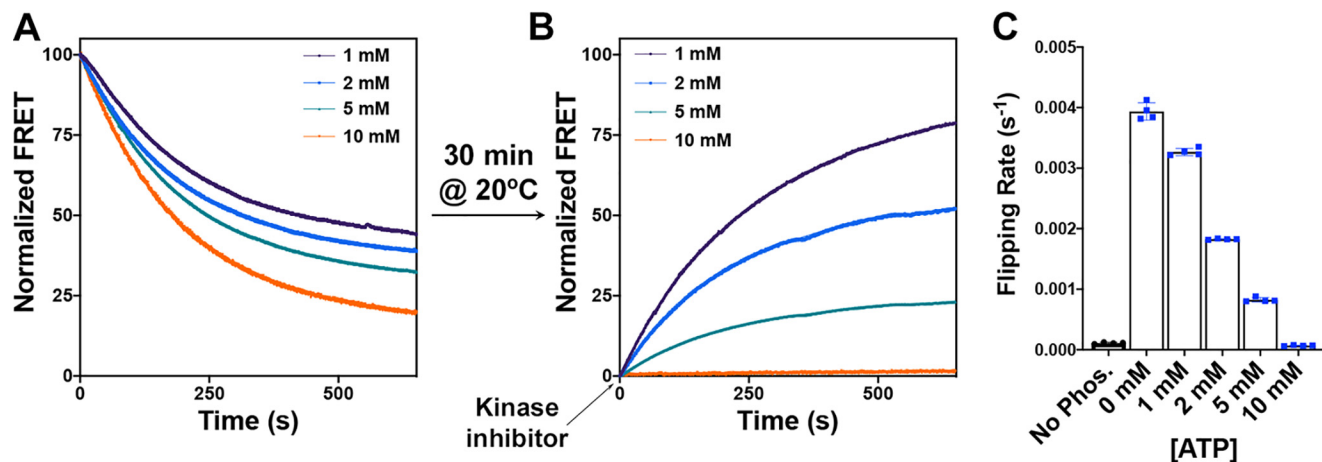 A
Normalized FRET
100
75
50
25
0
1 mM
2 mM
5 mM
10 mM
0
250
500
Time (s)
30 min
@ 20ºC
B
Normalized FRET
100
75
50
25
0
1 mM
2 mM
5 mM
10 mM
0
250
500
Time (s)
Kinase
inhibitor
C
Flipping Rate (s⁻¹)
0.005
0.004
0.003
0.002
0.001
0.000
No Phos.
0 mM
1 mM
2 mM
5 mM
10 mM
[ATP]